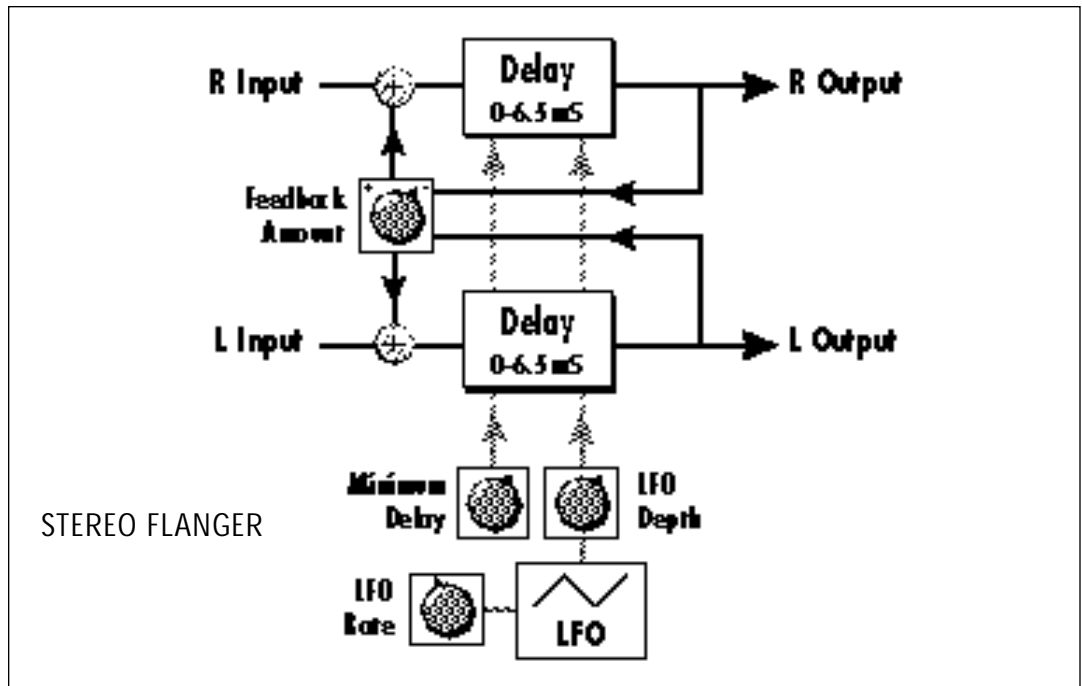 R Input
Delay
0-6.5 mS
R Output
+ -
Feedback
Amount
L Input
Delay
0-6.5 mS
L Output
Minimum
Delay
LFO
Depth
STEREO FLANGER
LFO
Rate
LFO